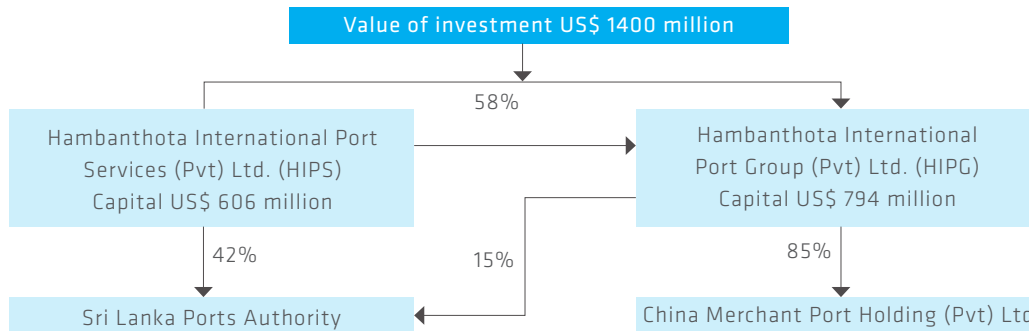 Value of investment US$ 1400 million
58%
Hambanthota International Port
Services (Pvt) Ltd. (HIPS)
Capital US$ 606 million
Hambanthota International
Port Group (Pvt) Ltd. (HIPG)
Capital US$ 794 million
42%
15%
85%
Sri Lanka Ports Authority
China Merchant Port Holding (Pvt) Ltd